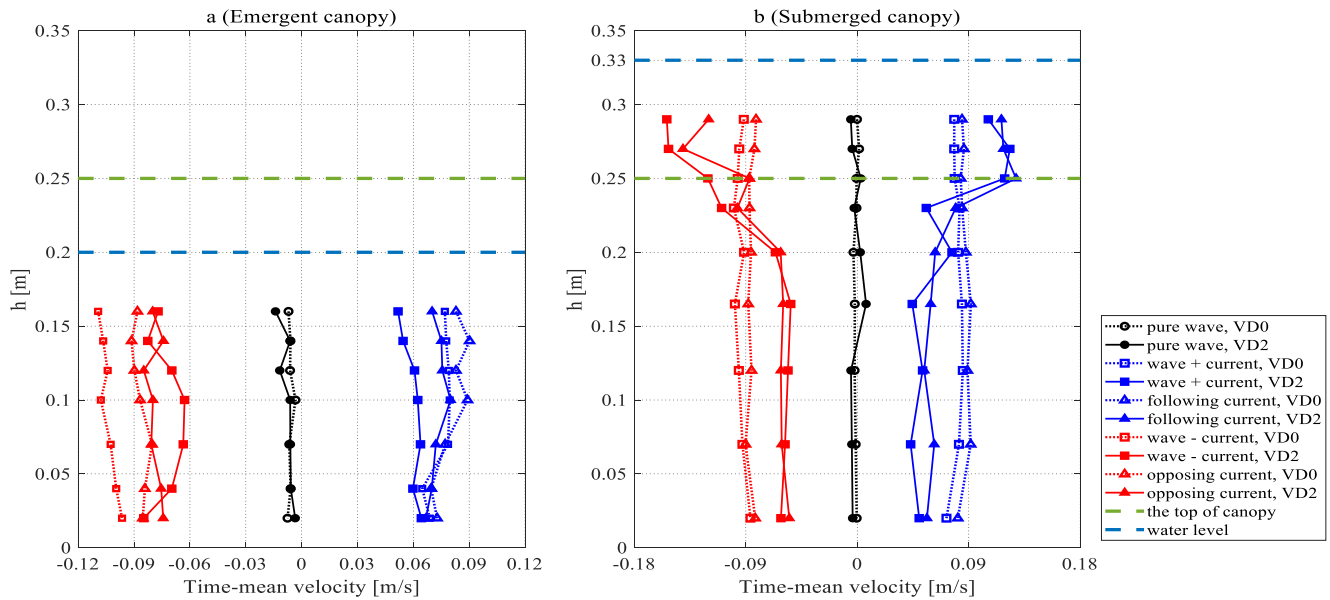 a (Emergent canopy)
0.35
0.3
0.25
0.2
0.15
0.1
0.05
0
h [m]
-0.12
-0.09
-0.06
-0.03
0
0.03
0.06
0.09
0.12
Time-mean velocity [m/s]
b (Submerged canopy)
0.35
0.33
0.3
0.25
0.2
0.15
0.1
0.05
0
h [m]
-0.18
-0.09
0
0.09
0.18
Time-mean velocity [m/s]
pure wave, VD0
pure wave, VD2
wave + current, VD0
wave + current, VD2
following current, VD0
following current, VD2
wave - current, VD0
wave - current, VD2
opposing current, VD0
opposing current, VD2
the top of canopy
water level